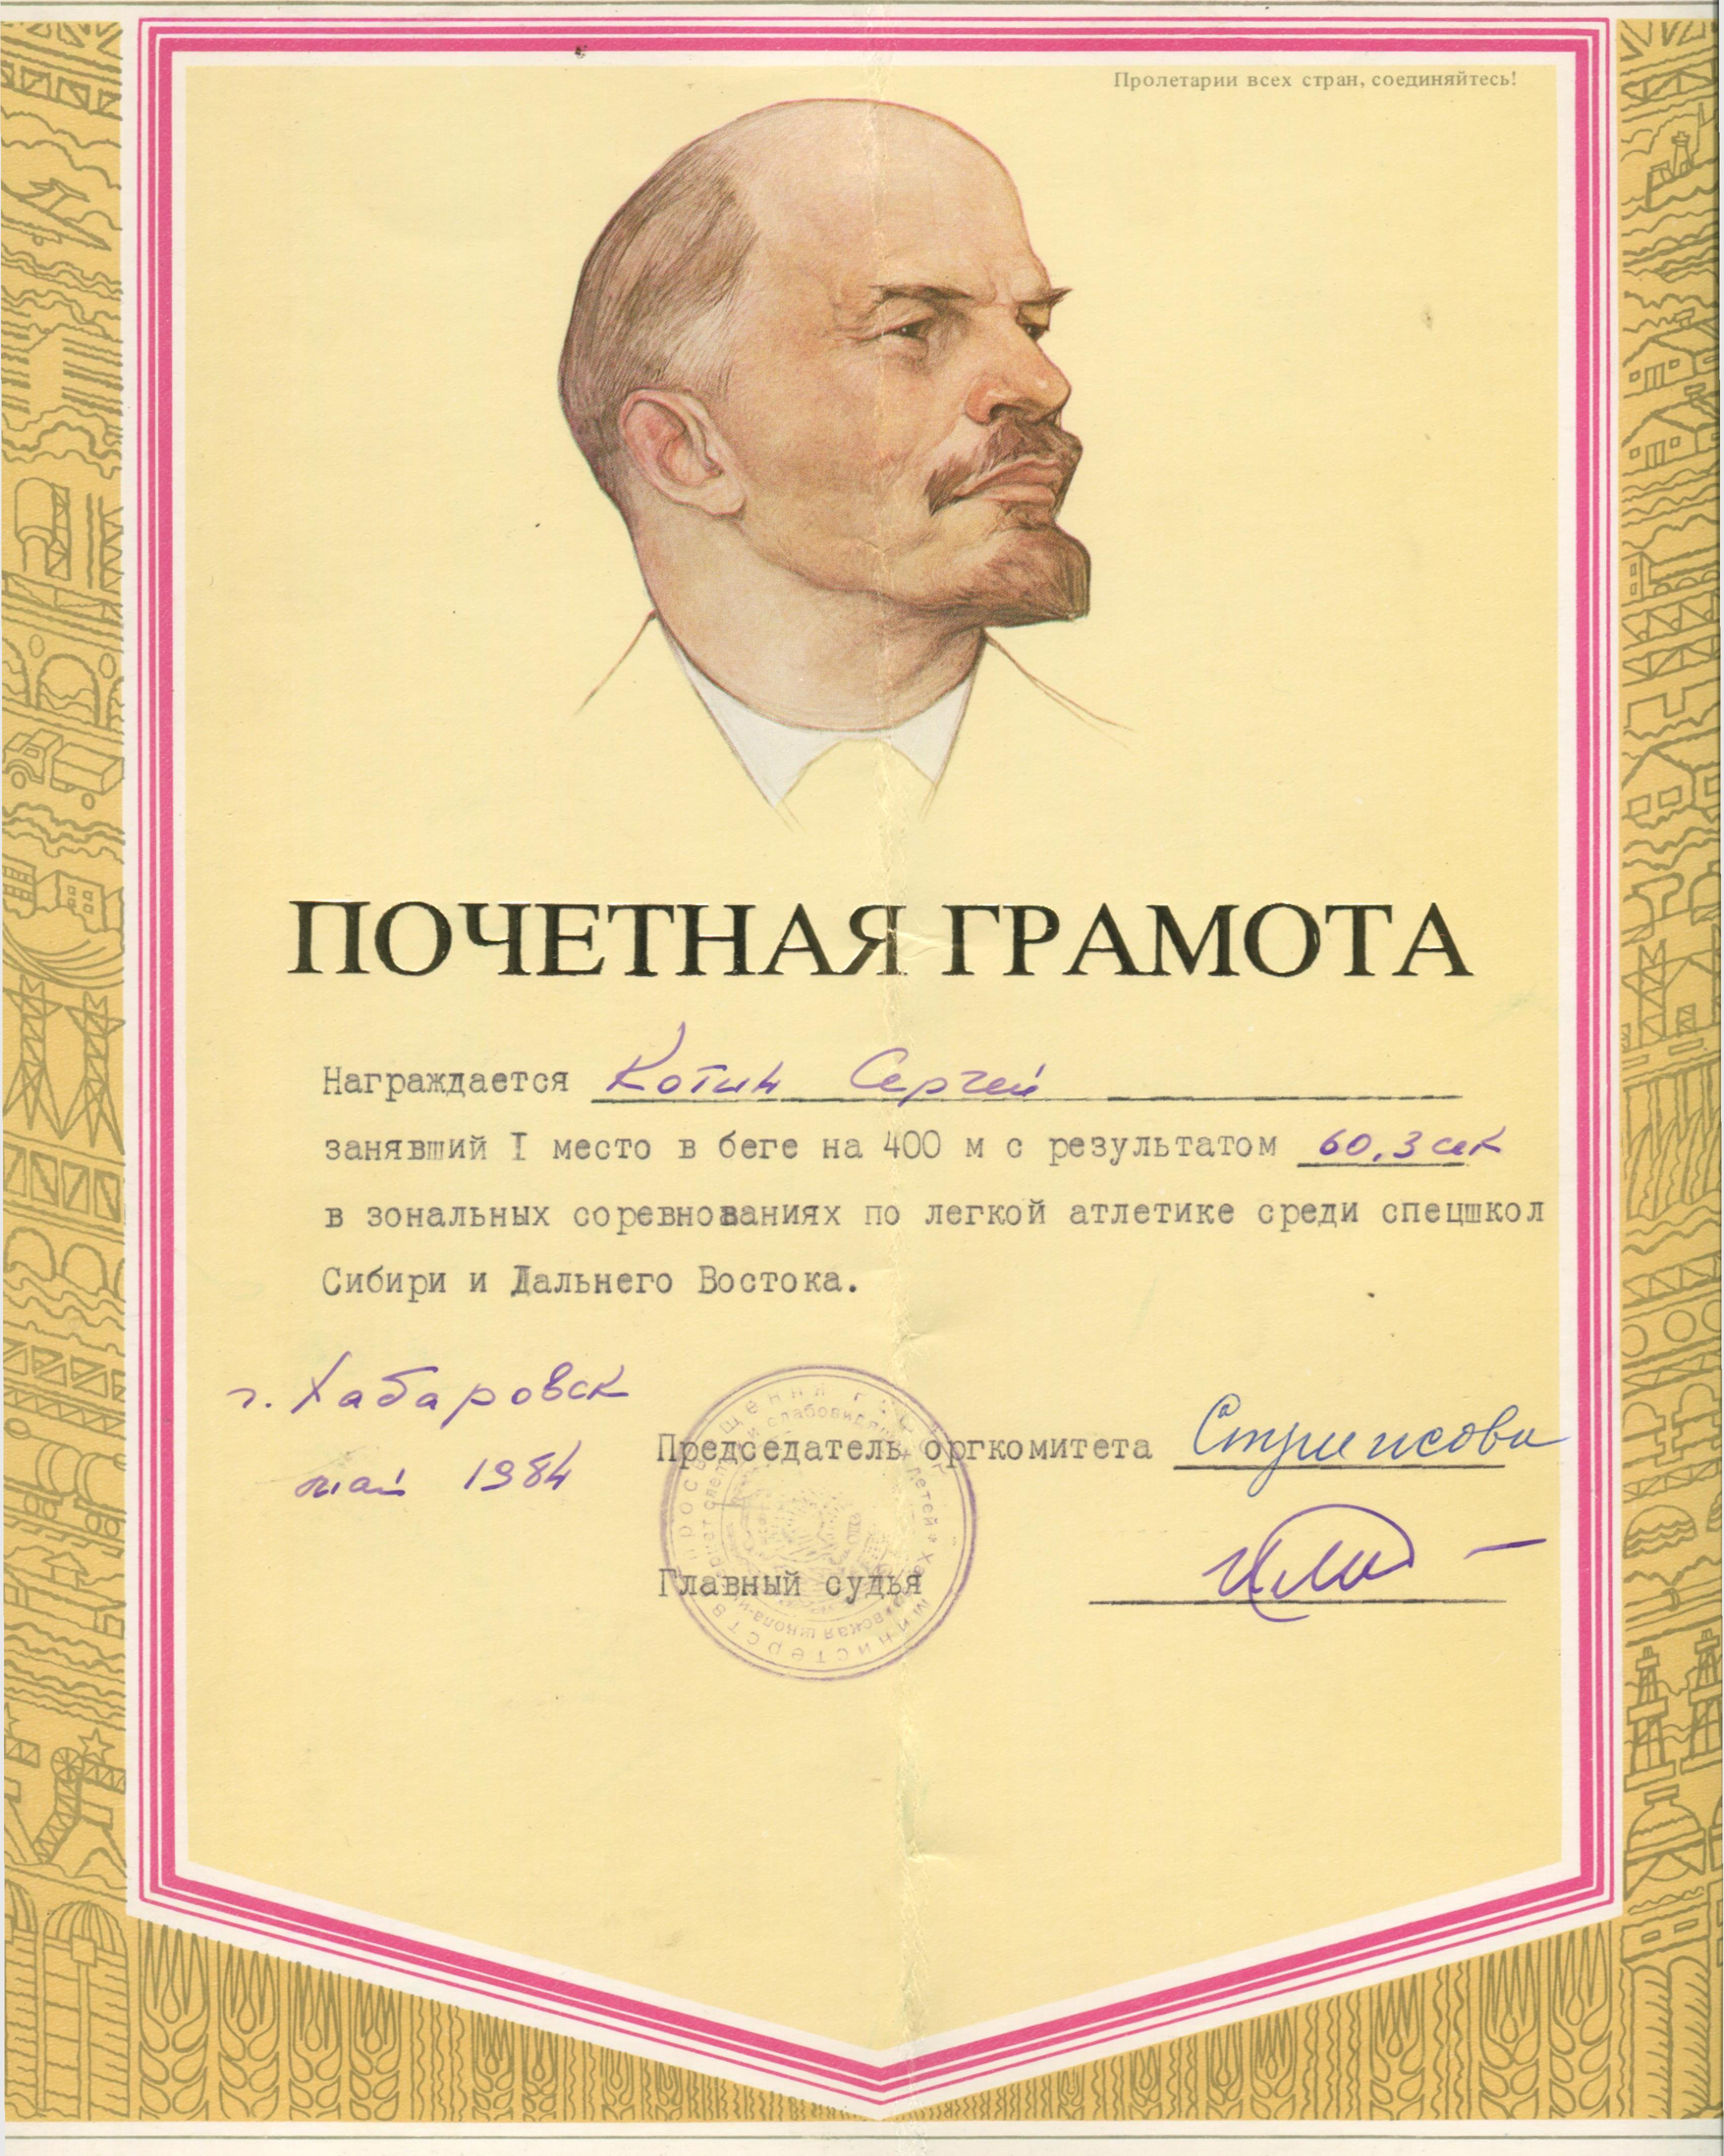 Пролетарии всех стран, соединяйтесь!
ПОЧЕТНАЯ ГРАМОТА
Награждается Котин Сергей
занявший I место в беге на 400 м с результатом 60,3 сек
в зональных соревнованиях по легкой атлетике среди спецшкол
Сибири и Дальнего Востока.
г. Хабаровск
май 1984
Председатель оргкомитета
Главный судья